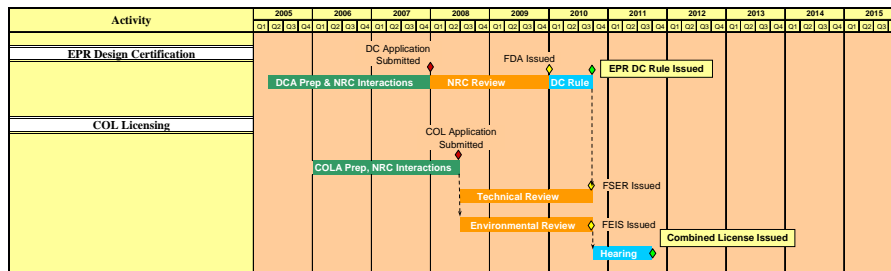 Activity
2005 2006 2007 2008 2009 2010 2011 2012 2013 2014 2015
Q1 Q2 Q3 Q4 Q1 Q2 Q3 Q4 Q1 Q2 Q3 Q4 Q1 Q2 Q3 Q4 Q1 Q2 Q3 Q4 Q1 Q2 Q3 Q4 Q1 Q2 Q3 Q4 Q1 Q2 Q3 Q4 Q1 Q2 Q3 Q4 Q1 Q2 Q3 Q4 Q1 Q2 Q3
EPR Design Certification
DC Application
Submitted
FDA Issued
EPR DC Rule Issued
DCA Prep & NRC Interactions
NRC Review
DC Rule
COL Licensing
COL Application
Submitted
COLA Prep, NRC Interactions
FSER Issued
Technical Review
Environmental Review
FEIS Issued
Combined License Issued
Hearing